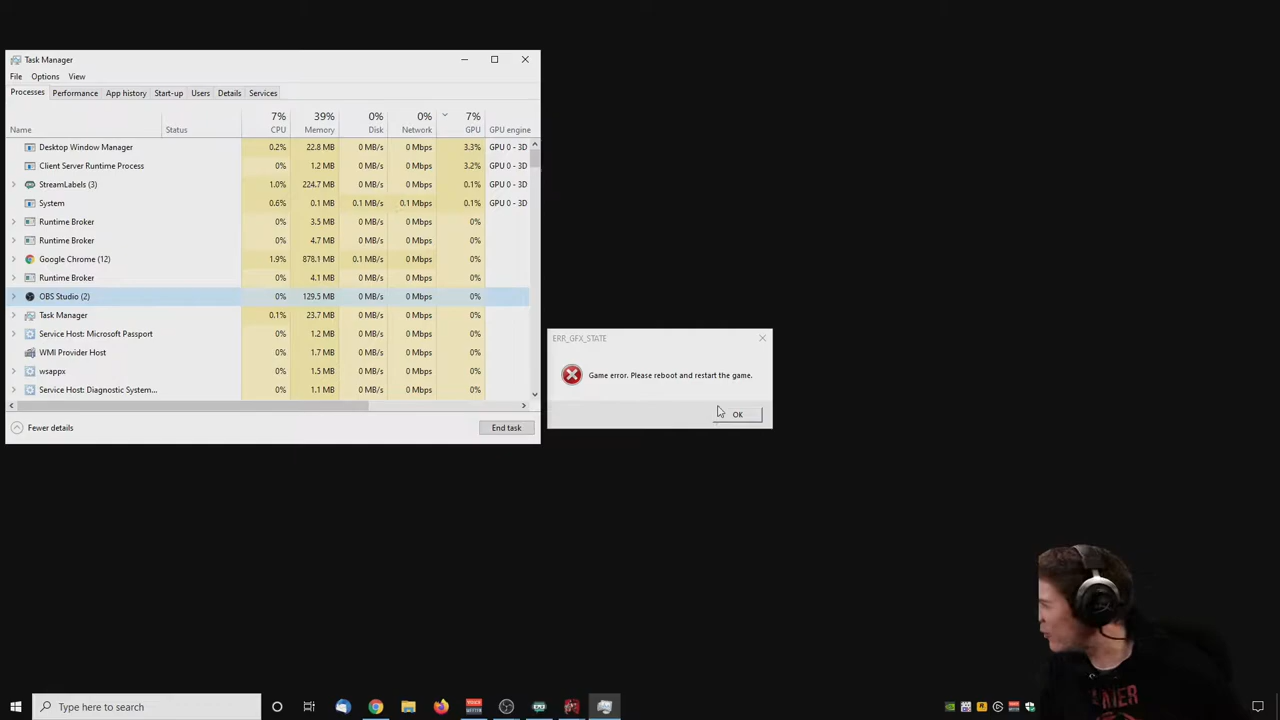 Task Manager
File Options View
Processes Performance App history Start-up Users Details Services
7% 39% 0% 0% 7%
Name Status CPU Memory Disk Network GPU GPU engine
Desktop Window Manager 0.2% 22.8 MB 0 MB/s 0 Mbps 3.3% GPU 0 - 3D
Client Server Runtime Process 0% 1.2 MB 0 MB/s 0 Mbps 3.2% GPU 0 - 3D
StreamLabels (3) 1.0% 224.7 MB 0 MB/s 0 Mbps 0.1% GPU 0 - 3D
System 0.6% 0.1 MB 0.1 MB/s 0.1 Mbps 0.1% GPU 0 - 3D
Runtime Broker 0% 3.5 MB 0 MB/s 0 Mbps 0%
Runtime Broker 0% 4.7 MB 0 MB/s 0 Mbps 0%
Google Chrome (12) 1.9% 878.1 MB 0.1 MB/s 0 Mbps 0%
Runtime Broker 0% 4.1 MB 0 MB/s 0 Mbps 0%
OBS Studio (2) 0% 129.5 MB 0 MB/s 0 Mbps 0%
Task Manager 0.1% 23.7 MB 0 MB/s 0 Mbps 0%
Service Host: Microsoft Passport 0% 1.2 MB 0 MB/s 0 Mbps 0%
WMI Provider Host 0% 1.7 MB 0 MB/s 0 Mbps 0%
wsappx 0% 1.5 MB 0 MB/s 0 Mbps 0%
Service Host: Diagnostic System... 0% 1.1 MB 0 MB/s 0 Mbps 0%
Fewer details End task
ERR_GFX_STATE
Game error. Please reboot and restart the game.
OK
Type here to search